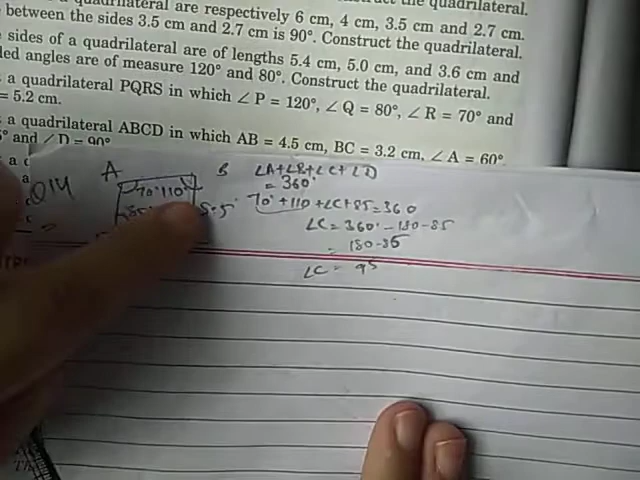 quadrilateral are respectively 6 cm, 4 cm, 3.5 cm and 2.7 cm.
between the sides 3.5 cm and 2.7 cm is 90°. Construct the quadrilateral.
sides of a quadrilateral are of lengths 5.4 cm, 5.0 cm, and 3.6 cm and
angles are of measure 120° and 80°. Construct the quadrilateral.
a quadrilateral PQRS in which ∠P = 120°, ∠Q = 80°, ∠R = 70° and
= 5.2 cm.
a quadrilateral ABCD in which AB = 4.5 cm, BC = 3.2 cm, ∠A = 60°
and ∠D = 90°
A
B
Q14
70° 110°
85°
5.5
∠A+∠B+∠C+∠D
= 360°
70° + 110 + ∠C + 85 = 360
∠C = 360° - 180 - 85
= 180 - 85
∠C = 95